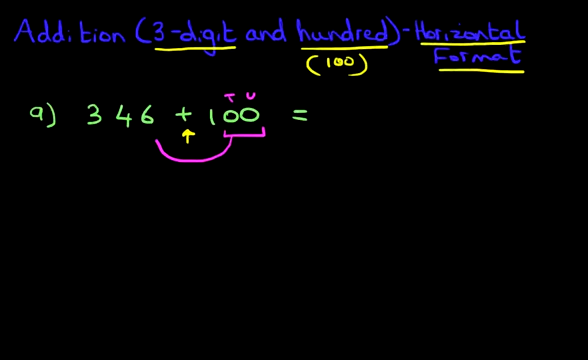 Addition (3-digit and hundred)-Horizontal
(100) Format
T U
a) 346 + 100 =